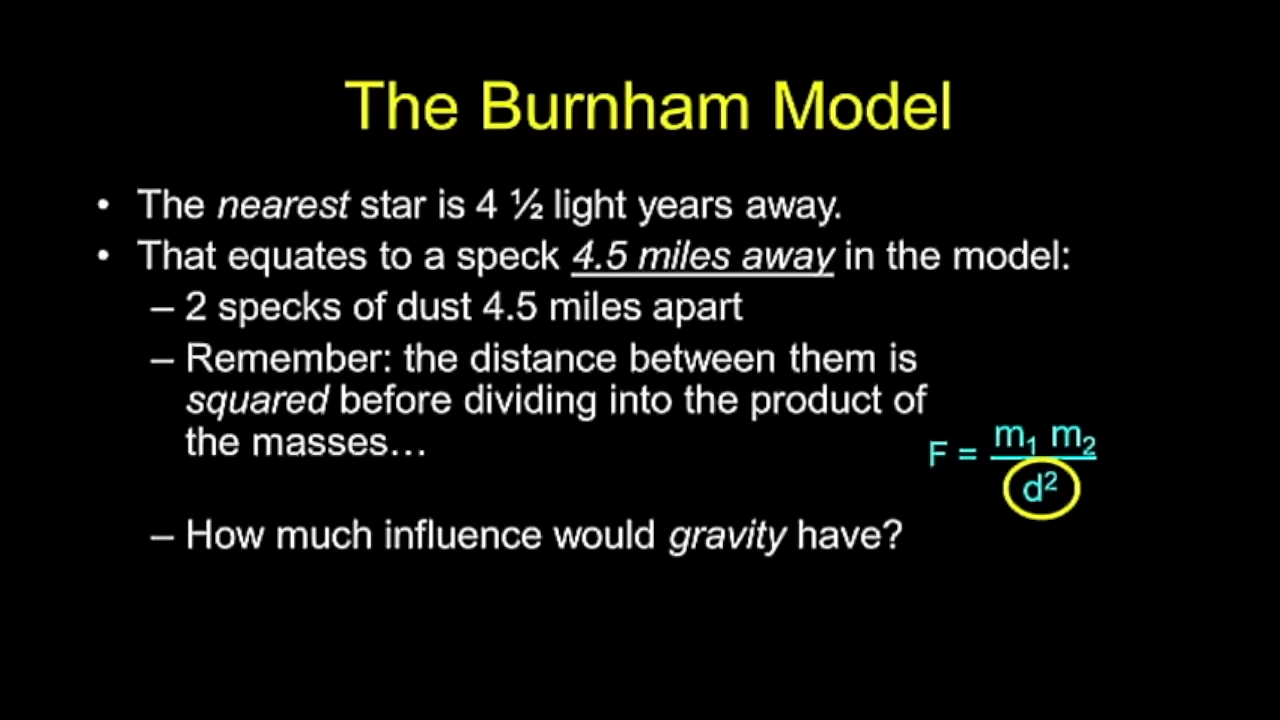 The Burnham Model
• The nearest star is 4 ½ light years away.
• That equates to a speck 4.5 miles away in the model:
– 2 specks of dust 4.5 miles apart
– Remember: the distance between them is
squared before dividing into the product of
the masses…
F = m₁ m₂
d²
– How much influence would gravity have?